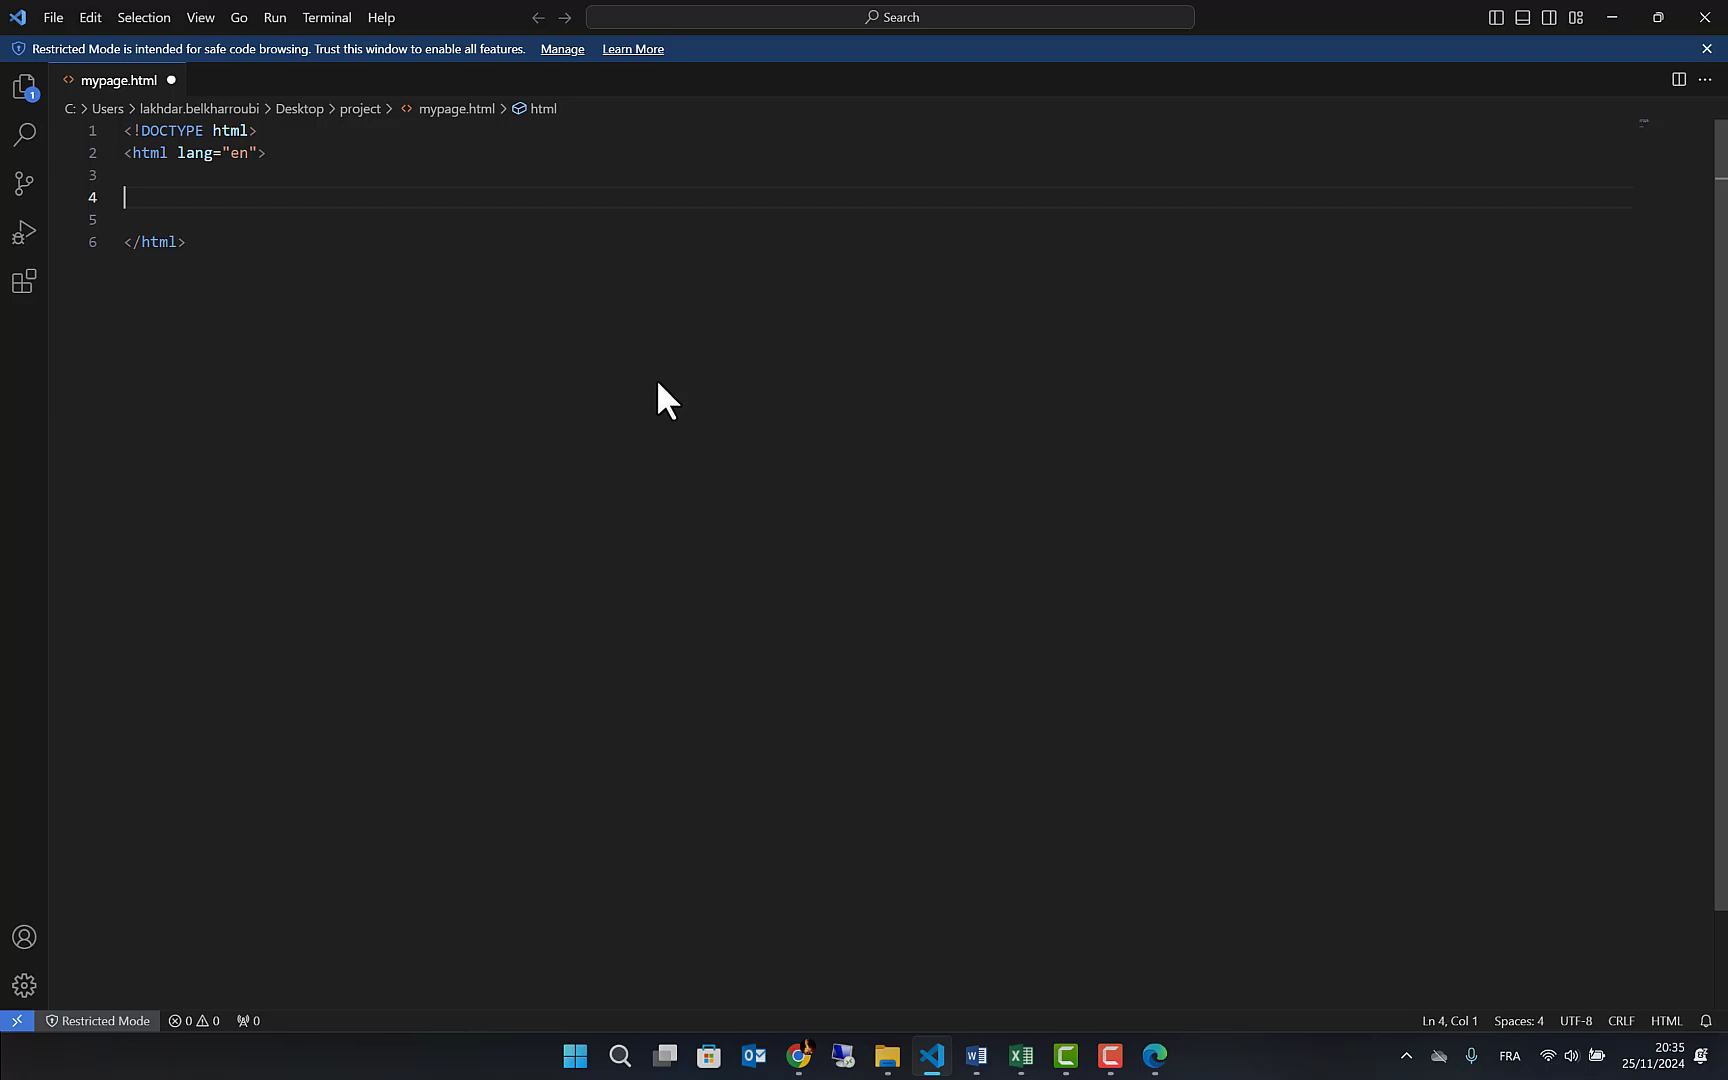 File Edit Selection View Go Run Terminal Help Search
Restricted Mode is intended for safe code browsing. Trust this window to enable all features. Manage Learn More
mypage.html
C: > Users > lakhdar.belkharroubi > Desktop > project > mypage.html > html
1 <!DOCTYPE html>
2 <html lang="en">
3
4
5
6 </html>
1
Restricted Mode 0 0 0 Ln 4, Col 1 Spaces: 4 UTF-8 CRLF HTML
FRA 20:35
25/11/2024